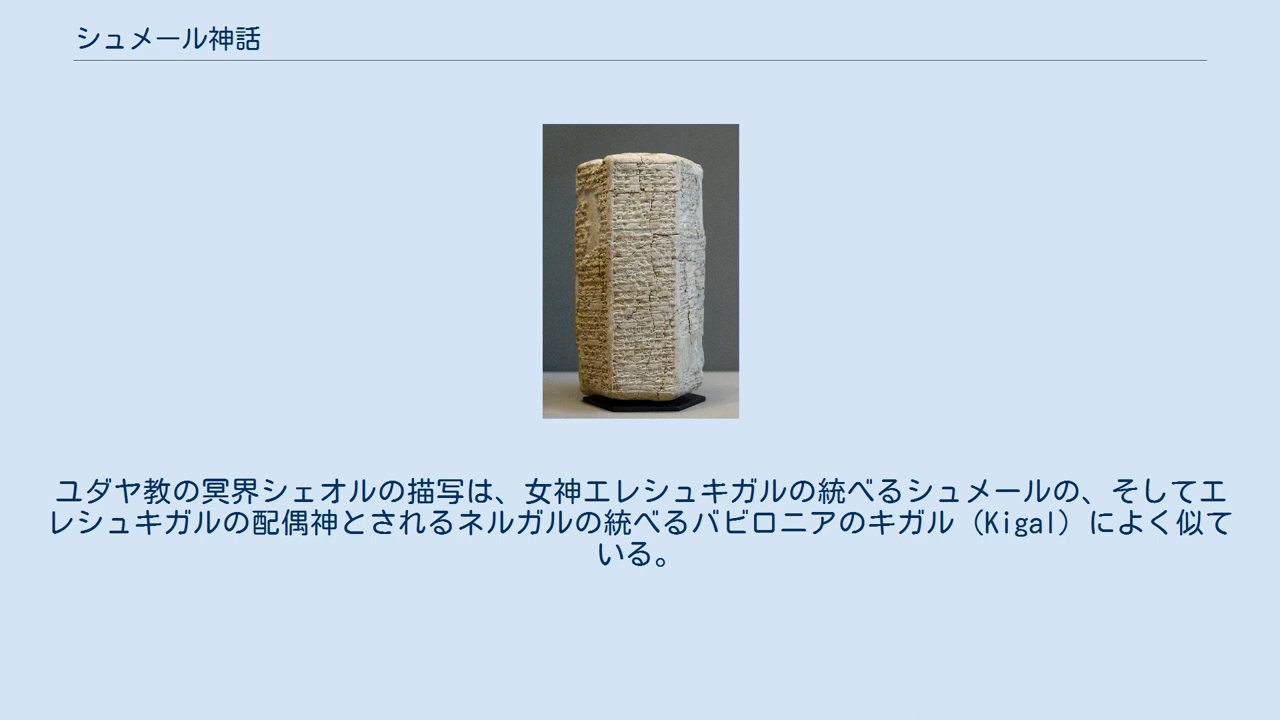 シュメール神話
ユダヤ教の冥界シェオルの描写は、女神エレシュキガルの統べるシュメールの、そしてエ
レシュキガルの配偶神とされるネルガルの統べるバビロニアのキガル（Kigal）によく似て
いる。